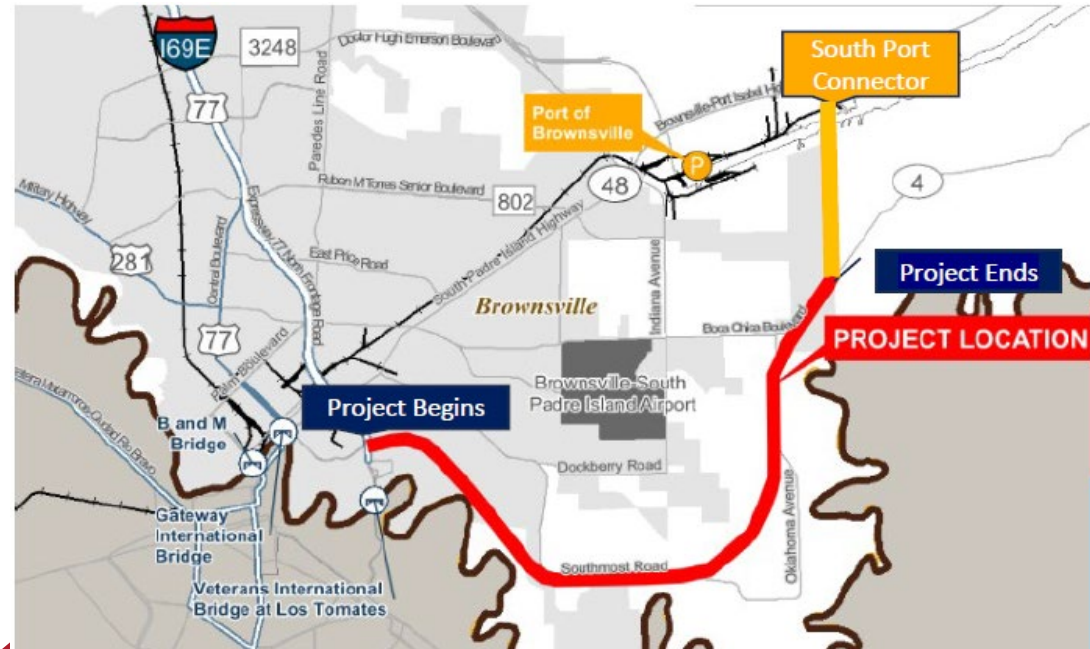 I69E
3248
Doctor Hugh Emerson Boulevard
South Port
Connector
77
Paredes Line Road
Port of
Brownsville
Brownsville-Port Isabel
P
Military Highway
Ruben M Torres Senior Boulevard
802
48
4
Expressway 77 North Frontage Road
Central Boulevard
281
East Price Road
South Padre Island Highway
Indiana Avenue
Project Ends
Brownsville
77
Boca Chica Boulevard
PROJECT LOCATION
Palm Boulevard
Brownsville-South
Padre Island Airport
Project Begins
B and M
Bridge
Dockberry Road
Gateway
International
Bridge
Southmost Road
Oklahoma Avenue
Veterans International
Bridge at Los Tomates